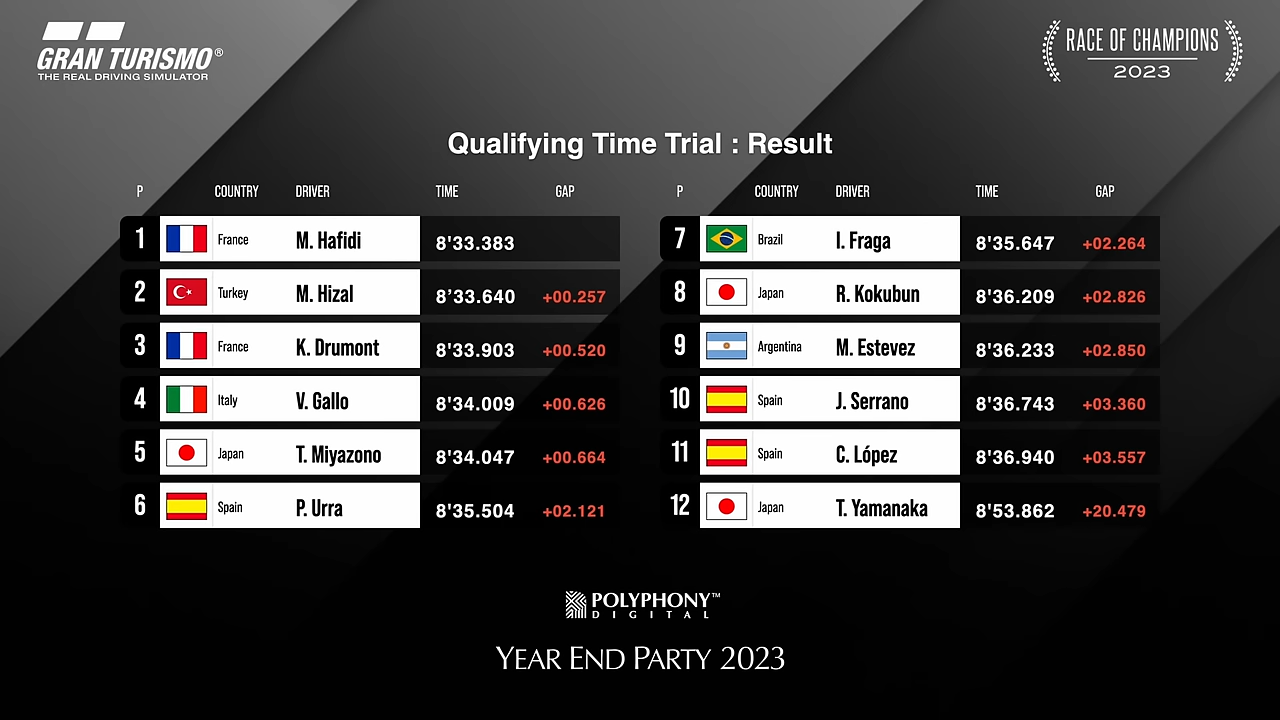 GRAN TURISMO®
THE REAL DRIVING SIMULATOR
RACE OF CHAMPIONS
2023
Qualifying Time Trial : Result
P COUNTRY DRIVER TIME GAP
1 France M. Hafidi 8'33.383
2 Turkey M. Hizal 8'33.640 +00.257
3 France K. Drumont 8'33.903 +00.520
4 Italy V. Gallo 8'34.009 +00.626
5 Japan T. Miyazono 8'34.047 +00.664
6 Spain P. Urra 8'35.504 +02.121
P COUNTRY DRIVER TIME GAP
7 Brazil I. Fraga 8'35.647 +02.264
8 Japan R. Kokubun 8'36.209 +02.826
9 Argentina M. Estevez 8'36.233 +02.850
10 Spain J. Serrano 8'36.743 +03.360
11 Spain C. López 8'36.940 +03.557
12 Japan T. Yamanaka 8'53.862 +20.479
POLYPHONY™
DIGITAL
YEAR END PARTY 2023